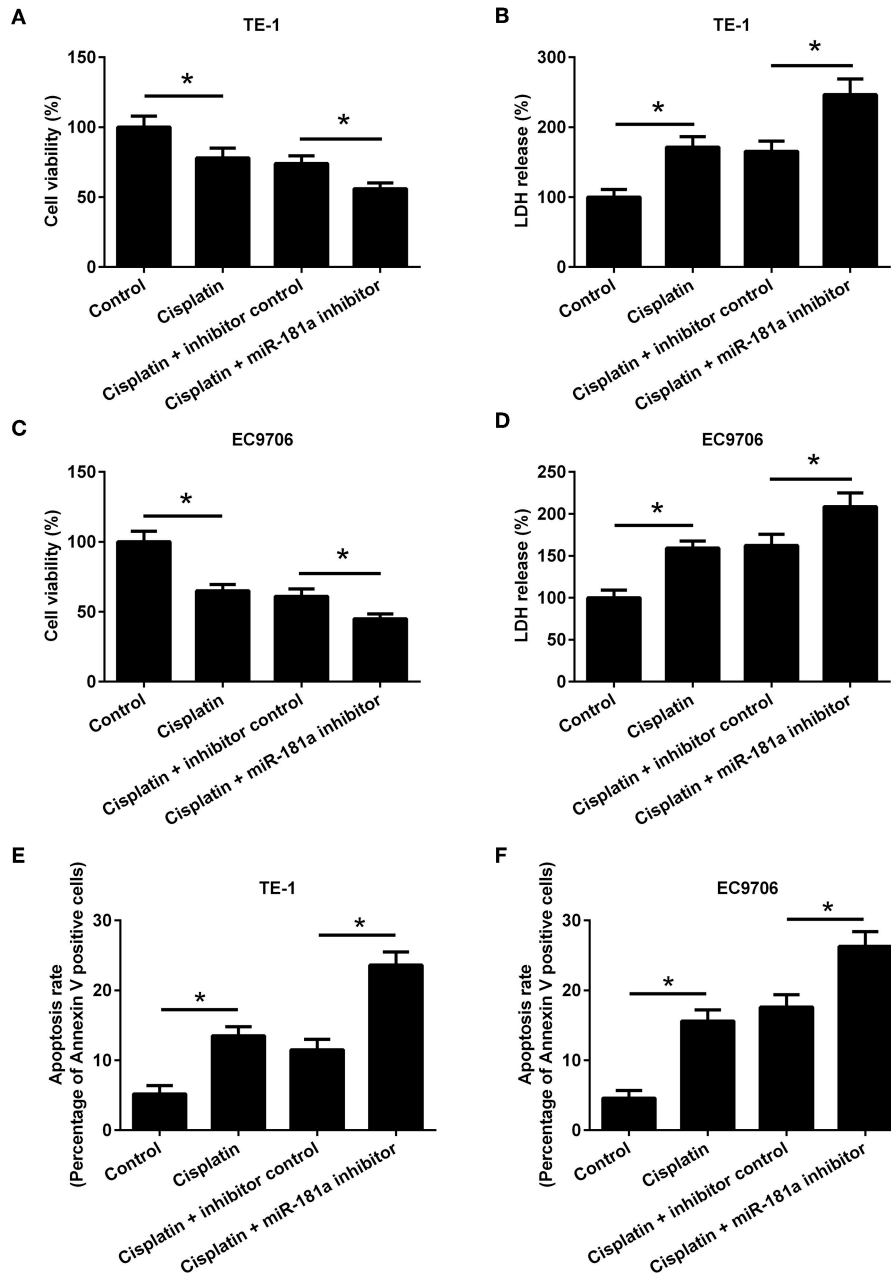 A
TE-1
Cell viability (%)
150
100
50
0
*
*
Control
Cisplatin
Cisplatin + inhibitor control
Cisplatin + miR-181a inhibitor
B
TE-1
LDH release (%)
300
200
100
0
*
*
Control
Cisplatin
Cisplatin + inhibitor control
Cisplatin + miR-181a inhibitor
C
EC9706
Cell viability (%)
150
100
50
0
*
*
Control
Cisplatin
Cisplatin + inhibitor control
Cisplatin + miR-181a inhibitor
D
EC9706
LDH release (%)
250
200
150
100
50
0
*
*
Control
Cisplatin
Cisplatin + inhibitor control
Cisplatin + miR-181a inhibitor
E
TE-1
Apoptosis rate
(Percentage of Annexin V positive cells)
30
20
10
0
*
*
Control
Cisplatin
Cisplatin + inhibitor control
Cisplatin + miR-181a inhibitor
F
EC9706
Apoptosis rate
(Percentage of Annexin V positive cells)
30
20
10
0
*
*
Control
Cisplatin
Cisplatin + inhibitor control
Cisplatin + miR-181a inhibitor